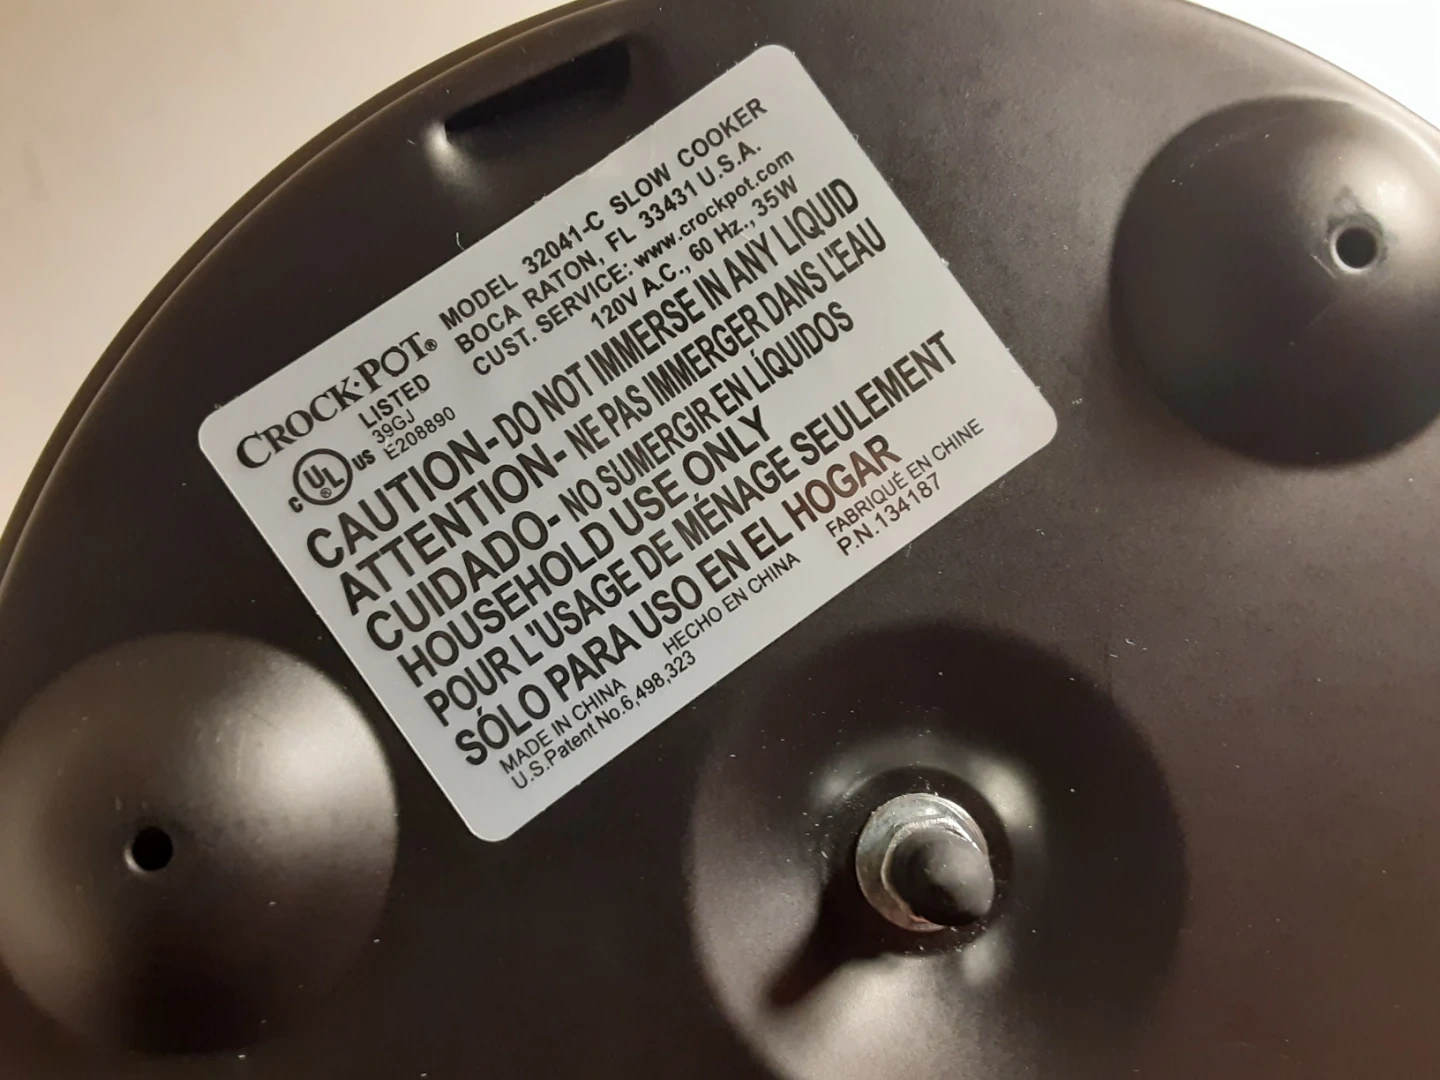 CROCK·POT® MODEL 32041-C SLOW COOKER
LISTED BOCA RATON, FL 33431 U.S.A.
39GJ CUST. SERVICE: www.crockpot.com
E208890 120V A.C., 60 Hz., 35W
C UL ® US
CAUTION - DO NOT IMMERSE IN ANY LIQUID
ATTENTION - NE PAS IMMERGER DANS L'EAU
CUIDADO - NO SUMERGIR EN LÍQUIDOS
HOUSEHOLD USE ONLY
POUR L'USAGE DE MÉNAGE SEULEMENT
SÓLO PARA USO EN EL HOGAR
MADE IN CHINA HECHO EN CHINA FABRIQUÉ EN CHINE
U.S.Patent No.6,498,323 P.N.134187